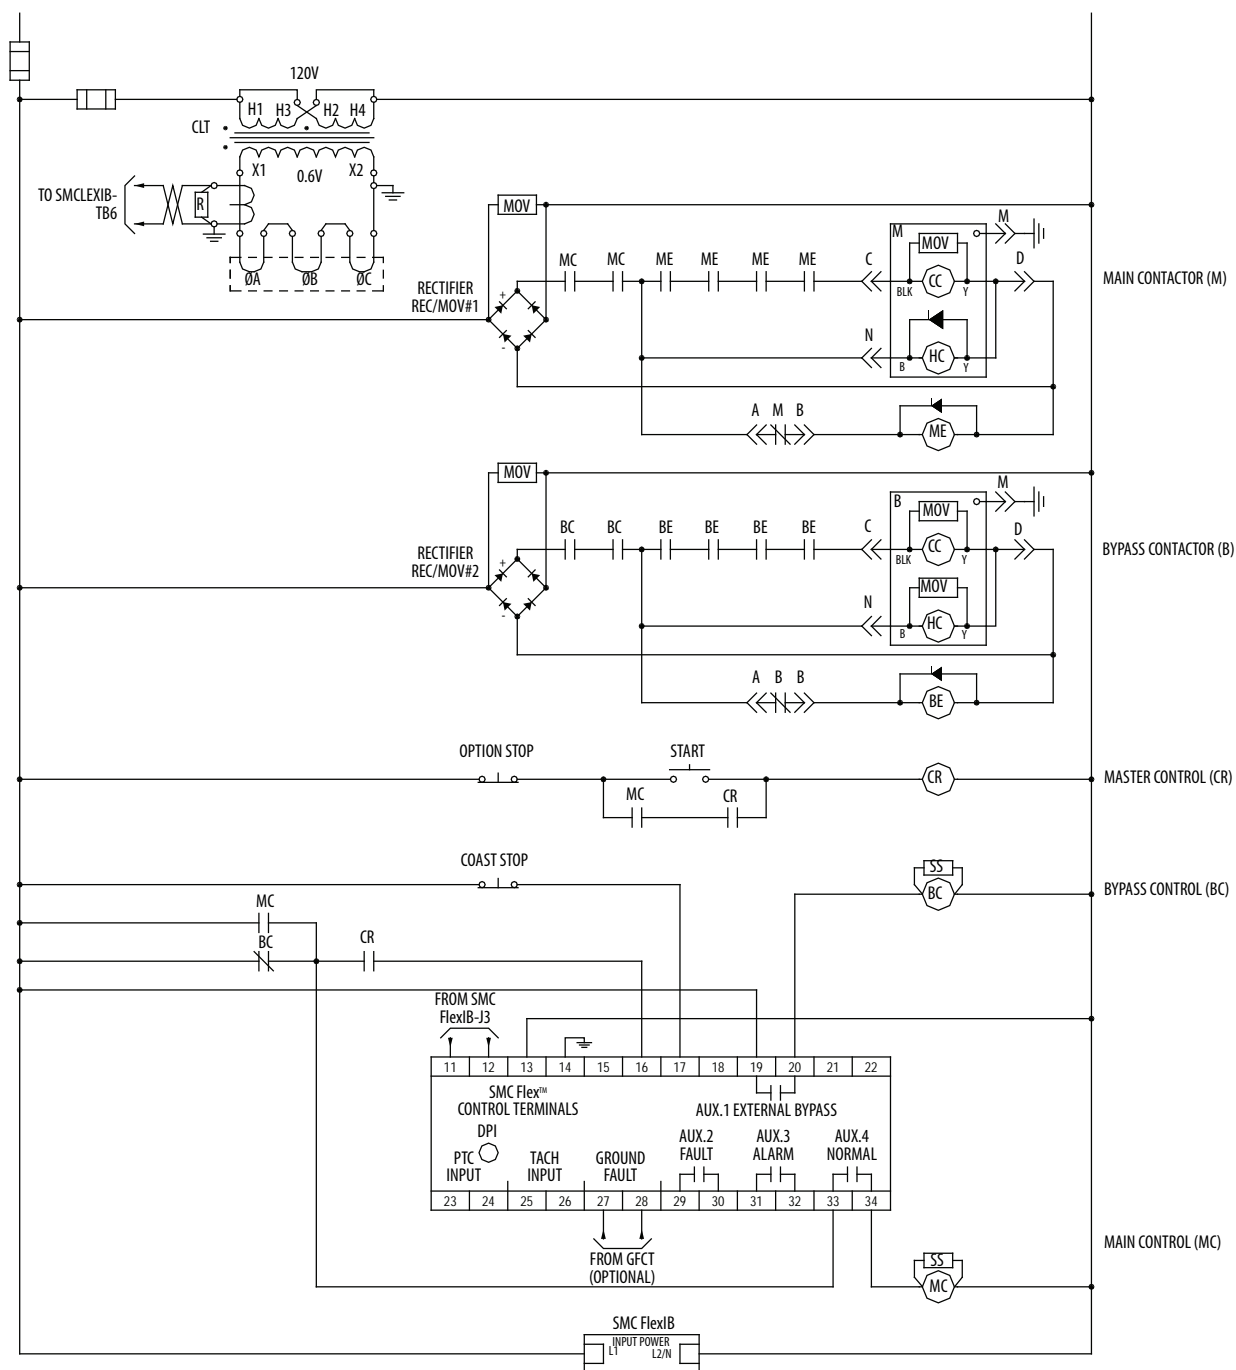 120V
H1 H3 H2 H4
CLT
X1 0.6V X2
TO SMCLEXIB-
TB6
R
ØA ØB ØC
MOV
RECTIFIER
REC/MOV#1
+
-
MC MC ME ME ME ME C
M
MOV
CC
BLK Y
M
D
MAIN CONTACTOR (M)
N
HC
B Y
A M B
ME
MOV
RECTIFIER
REC/MOV#2
+
-
BC BC BE BE BE BE C
B
MOV
CC
BLK Y
M
D
BYPASS CONTACTOR (B)
N
MOV
HC
B Y
A B B
BE
OPTION STOP
START
CR
MASTER CONTROL (CR)
MC CR
COAST STOP
SS
BC
BYPASS CONTROL (BC)
MC
BC
CR
FROM SMC
FlexIB-J3
11 12 13 14 15 16 17 18 19 20 21 22
SMC Flex™
CONTROL TERMINALS
AUX.1 EXTERNAL BYPASS
DPI
PTC
INPUT
TACH
INPUT
GROUND
FAULT
AUX.2
FAULT
AUX.3
ALARM
AUX.4
NORMAL
23 24 25 26 27 28 29 30 31 32 33 34
FROM GFCT
(OPTIONAL)
MAIN CONTROL (MC)
SS
MC
SMC FlexIB
INPUT POWER
L1 L2/N